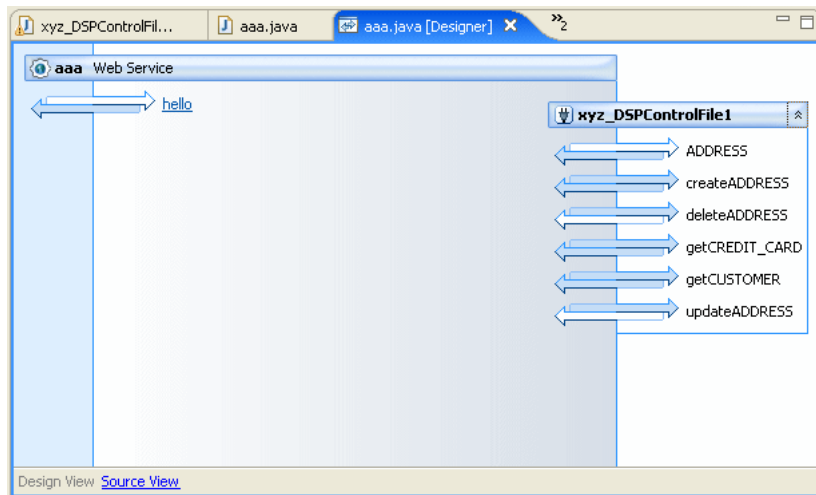 xyz_DSPControlFil... aaa.java aaa.java [Designer] »2
aaa Web Service
hello
xyz_DSPControlFile1
ADDRESS
createADDRESS
deleteADDRESS
getCREDIT_CARD
getCUSTOMER
updateADDRESS
Design View Source View